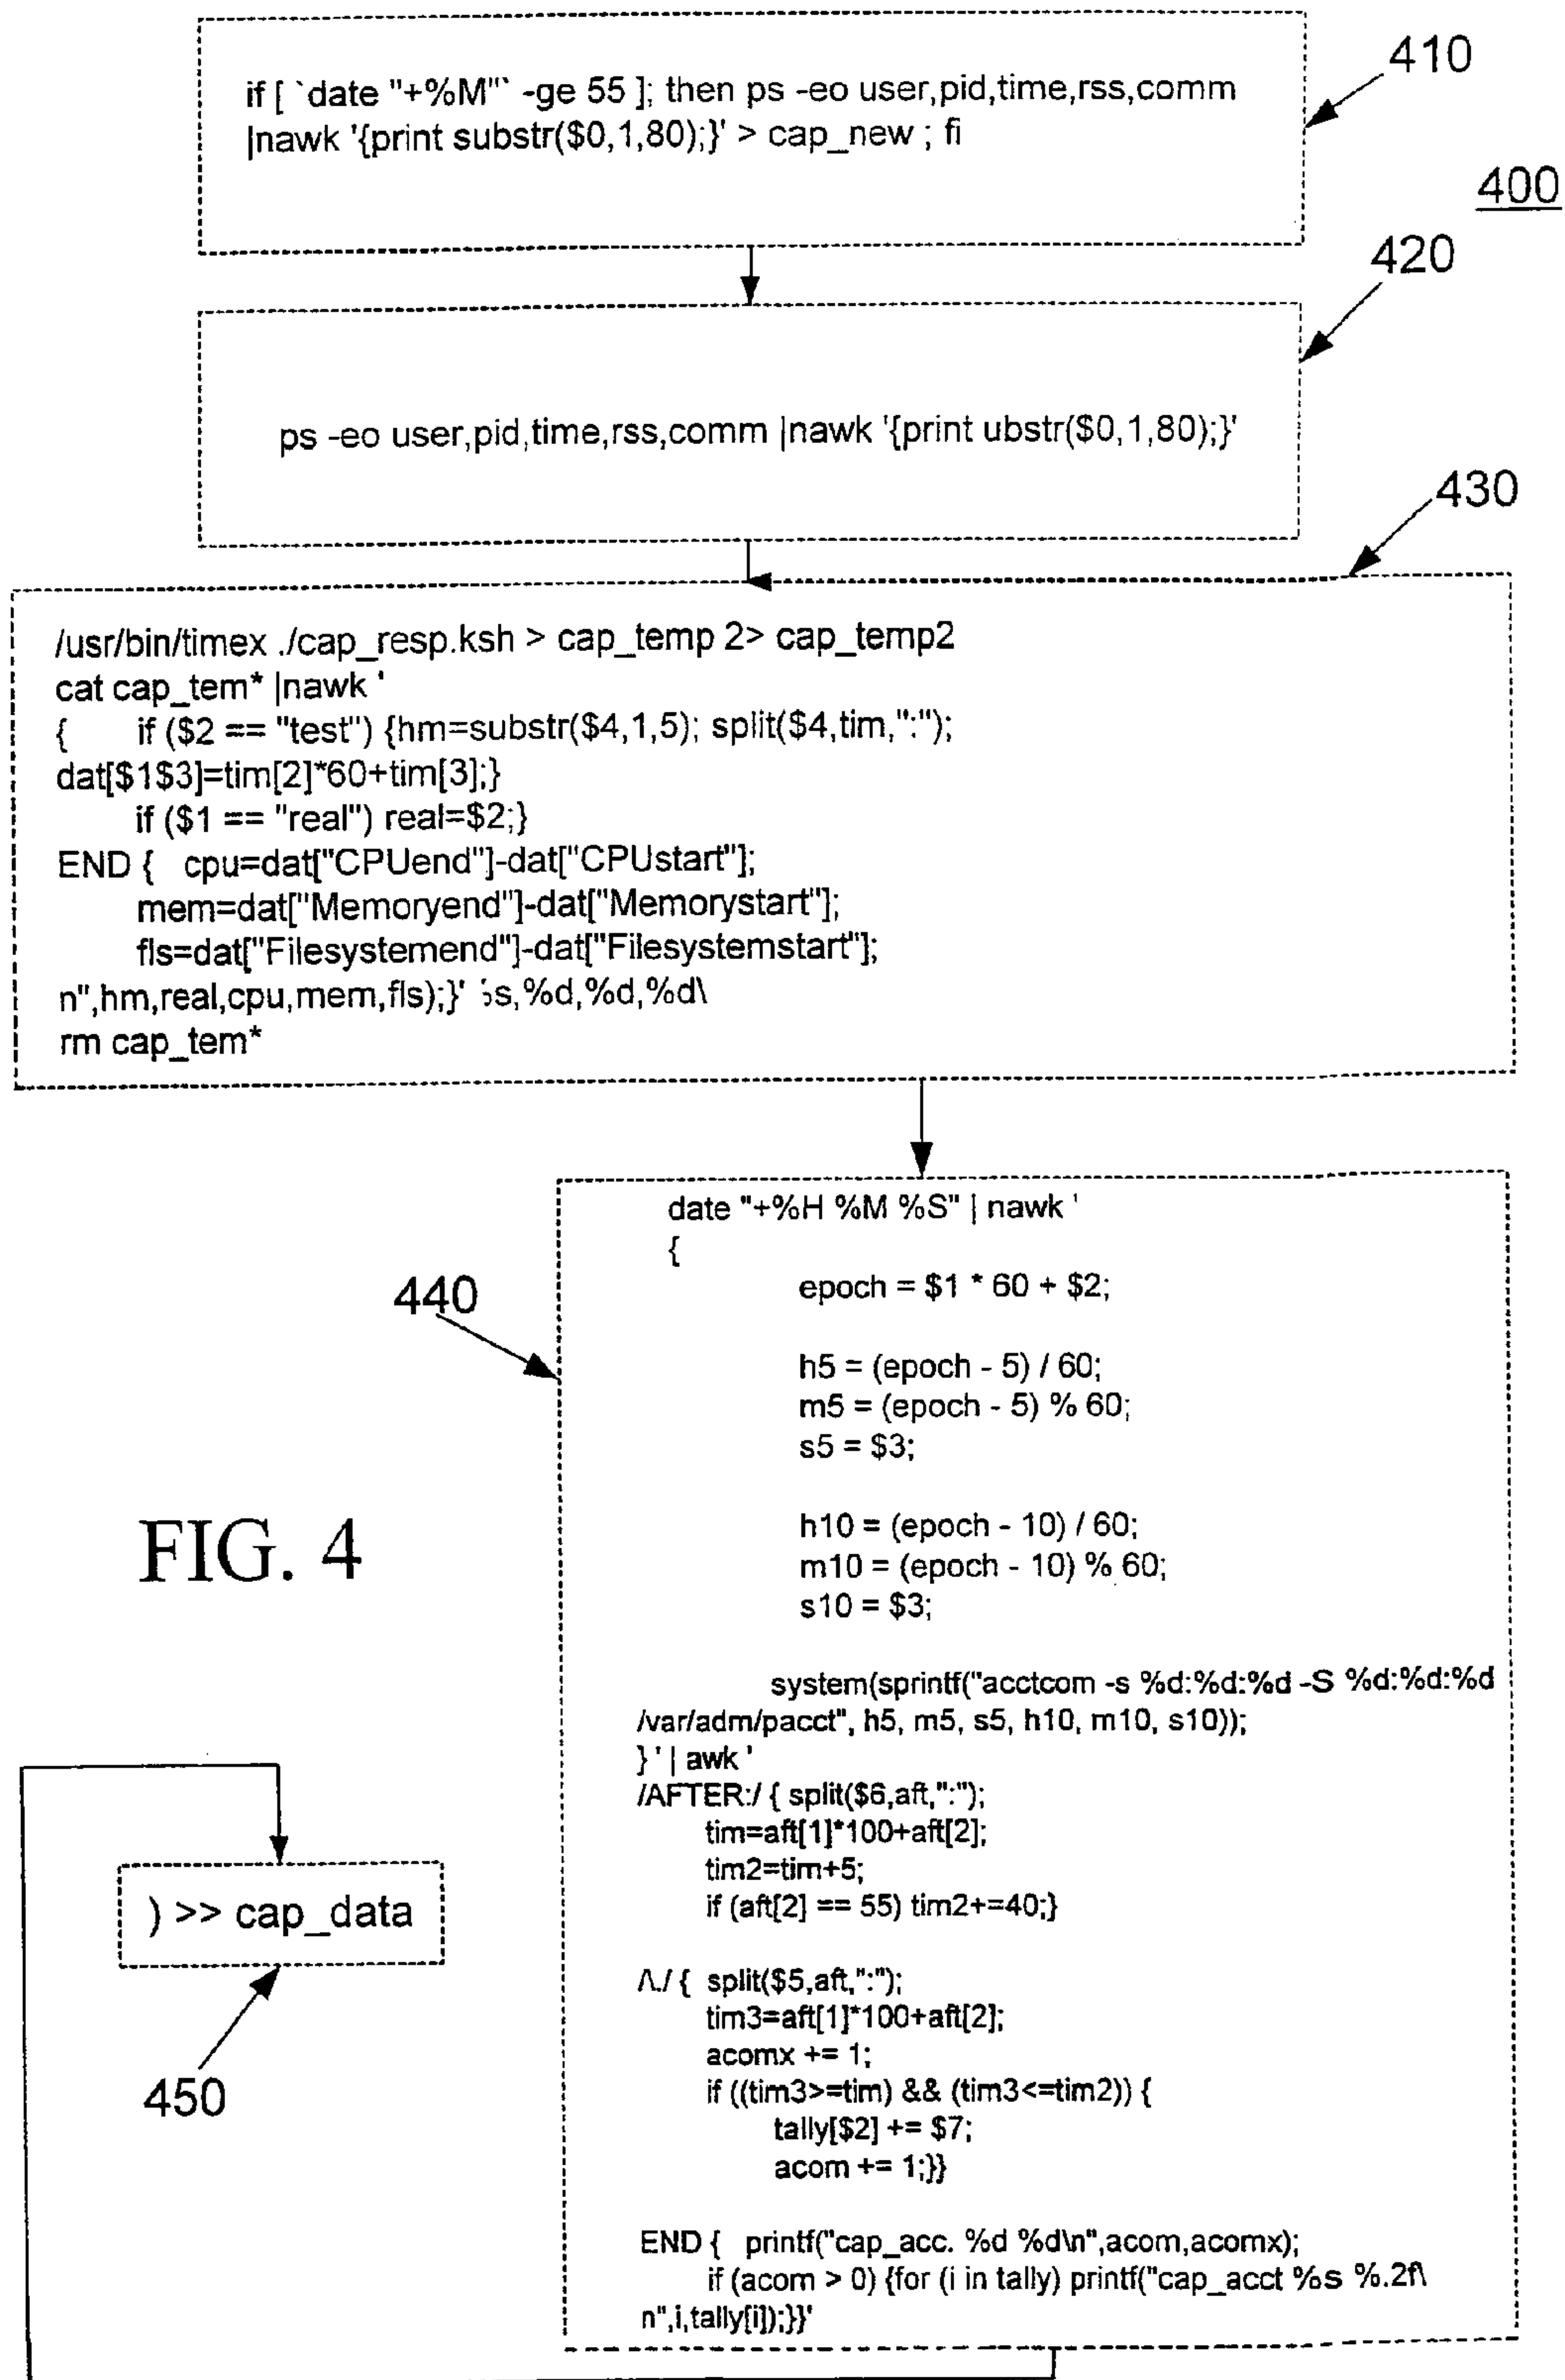 if [ `date "+%M"` -ge 55 ]; then ps -eo user,pid,time,rss,comm
|nawk '{print substr($0,1,80);}' > cap_new ; fi
410
400
420
ps -eo user,pid,time,rss,comm |nawk '{print ubstr($0,1,80);}'
430
/usr/bin/timex ./cap_resp.ksh > cap_temp 2> cap_temp2
cat cap_tem* |nawk '
{ if ($2 == "test") {hm=substr($4,1,5); split($4,tim,":");
dat[$1$3]=tim[2]*60+tim[3];}
if ($1 == "real") real=$2;}
END { cpu=dat["CPUend"]-dat["CPUstart"];
mem=dat["Memoryend"]-dat["Memorystart"];
fls=dat["Filesystemend"]-dat["Filesystemstart"];
n",hm,real,cpu,mem,fls);}' s,%d,%d,%d\
rm cap_tem*
440
date "+%H %M %S" | nawk '
{
epoch = $1 * 60 + $2;
h5 = (epoch - 5) / 60;
m5 = (epoch - 5) % 60;
s5 = $3;
h10 = (epoch - 10) / 60;
m10 = (epoch - 10) % 60;
s10 = $3;
system(sprintf("acctcom -s %d:%d:%d -S %d:%d:%d
/var/adm/pacct", h5, m5, s5, h10, m10, s10));
} ' | awk '
/AFTER:/ { split($6,aft,":");
tim=aft[1]*100+aft[2];
tim2=tim+5;
if (aft[2] == 55) tim2+=40;}
/\./ { split($5,aft,":");
tim3=aft[1]*100+aft[2];
acomx += 1;
if ((tim3>=tim) && (tim3<=tim2)) {
tally[$2] += $7;
acom += 1;}}
END { printf("cap_acc. %d %d\n",acom,acomx);
if (acom > 0) {for (i in tally) printf("cap_acct %s %.2f\
n",i,tally[i]);}}'
FIG. 4
) >> cap_data
450